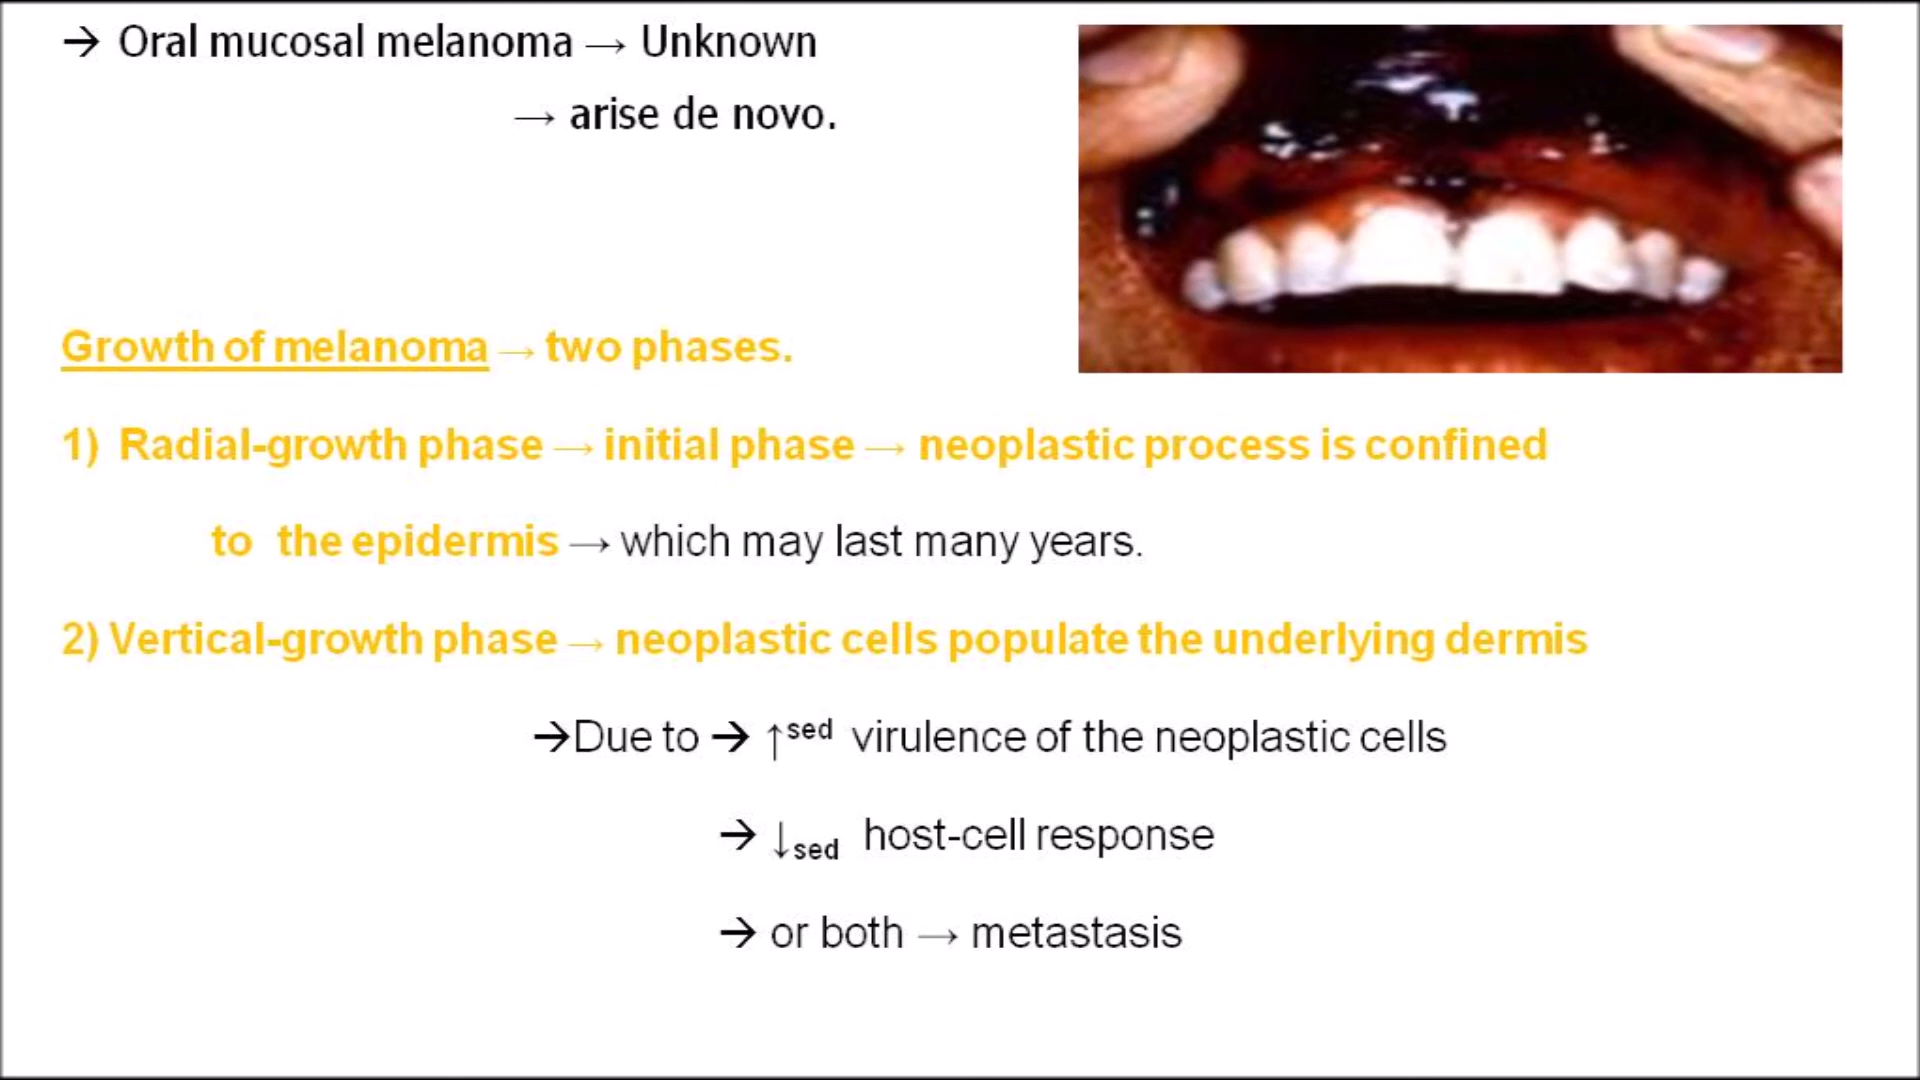 → Oral mucosal melanoma → Unknown
→ arise de novo.
Growth of melanoma → two phases.
1) Radial-growth phase → initial phase → neoplastic process is confined
to the epidermis → which may last many years.
2) Vertical-growth phase → neoplastic cells populate the underlying dermis
→Due to → ↑sed virulence of the neoplastic cells
→ ↓sed host-cell response
→ or both → metastasis